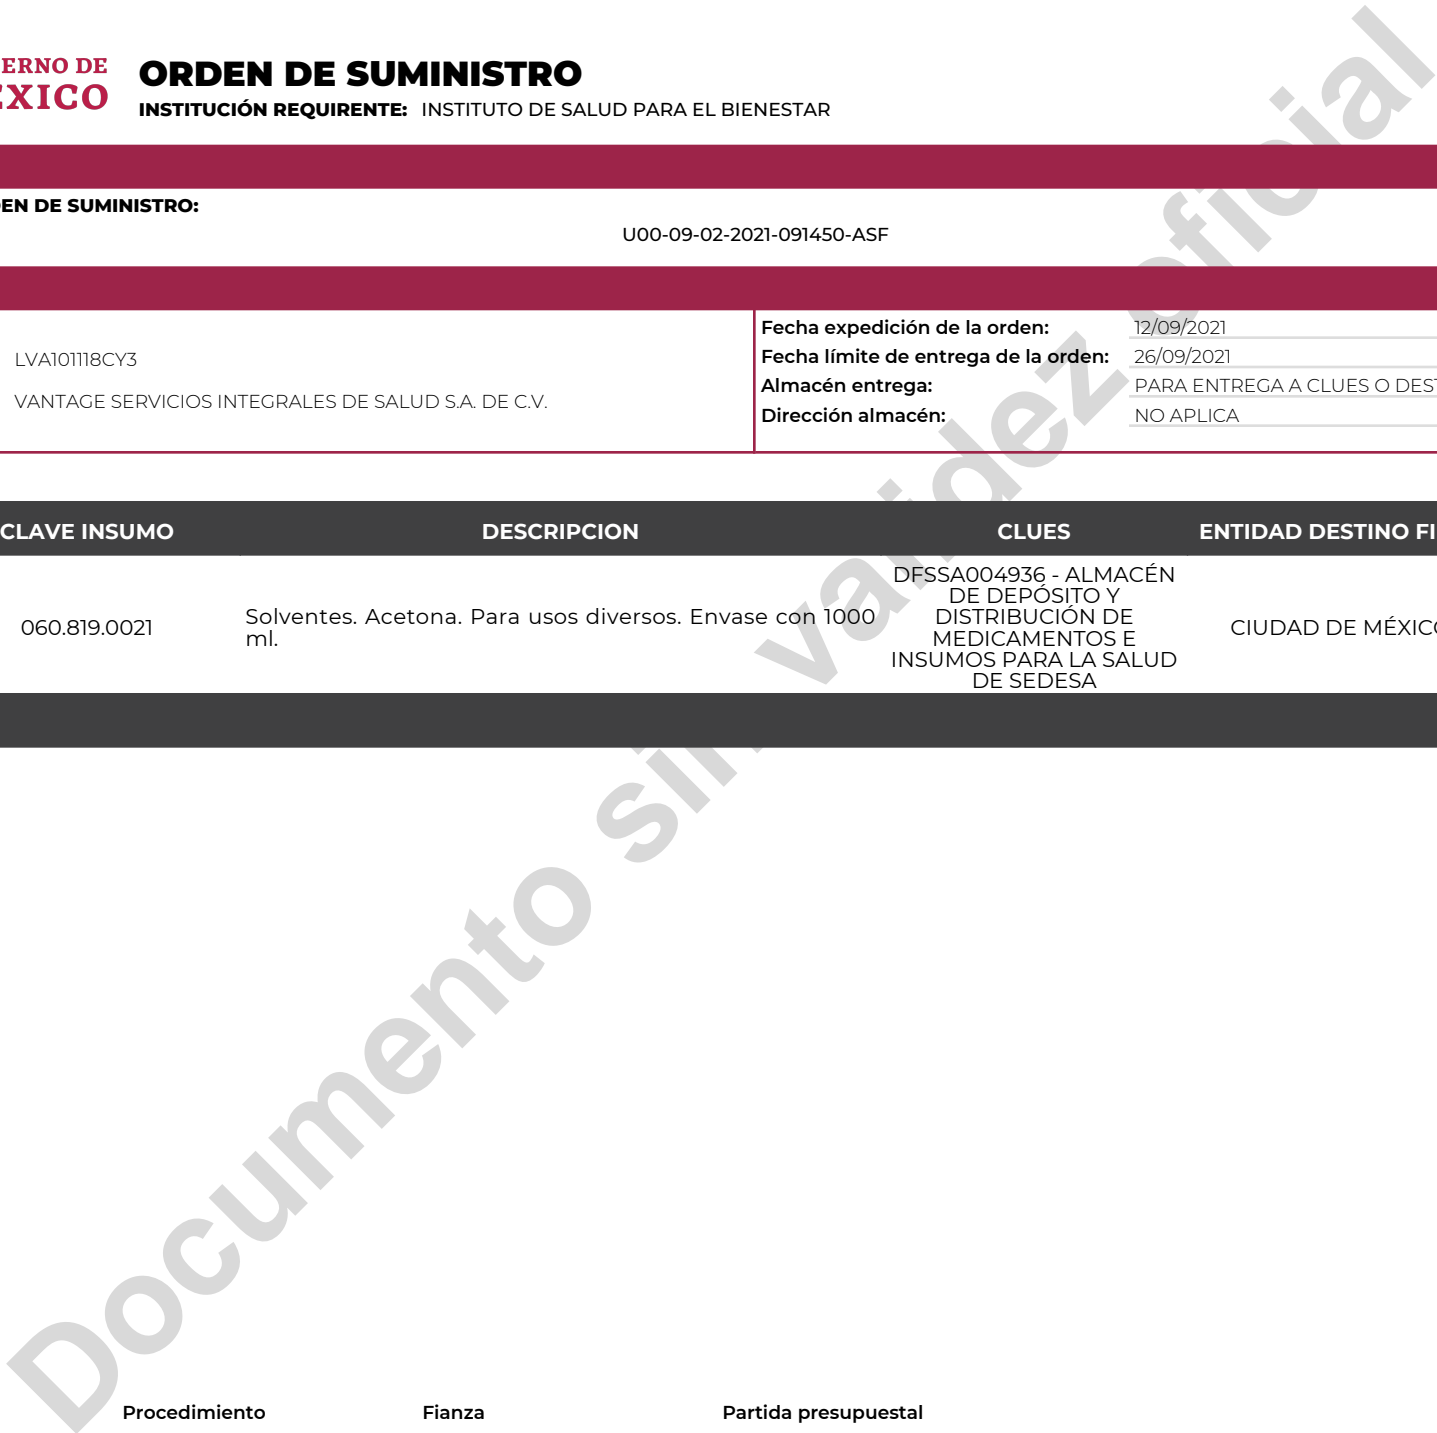 ERNO DE
ÉXICO
ORDEN DE SUMINISTRO
INSTITUCIÓN REQUIRENTE: INSTITUTO DE SALUD PARA EL BIENESTAR
EN DE SUMINISTRO:
U00-09-02-2021-091450-ASF
LVA101118CY3
VANTAGE SERVICIOS INTEGRALES DE SALUD S.A. DE C.V.
Fecha expedición de la orden: 12/09/2021
Fecha límite de entrega de la orden: 26/09/2021
Almacén entrega: PARA ENTREGA A CLUES O DEST
Dirección almacén: NO APLICA
CLAVE INSUMO DESCRIPCION CLUES ENTIDAD DESTINO FI
060.819.0021
Solventes. Acetona. Para usos diversos. Envase con 1000
ml.
DFSSA004936 - ALMACÉN
DE DEPÓSITO Y
DISTRIBUCIÓN DE
MEDICAMENTOS E
INSUMOS PARA LA SALUD
DE SEDESA
CIUDAD DE MÉXICO
Documento sin validez oficial
Procedimiento Fianza Partida presupuestal